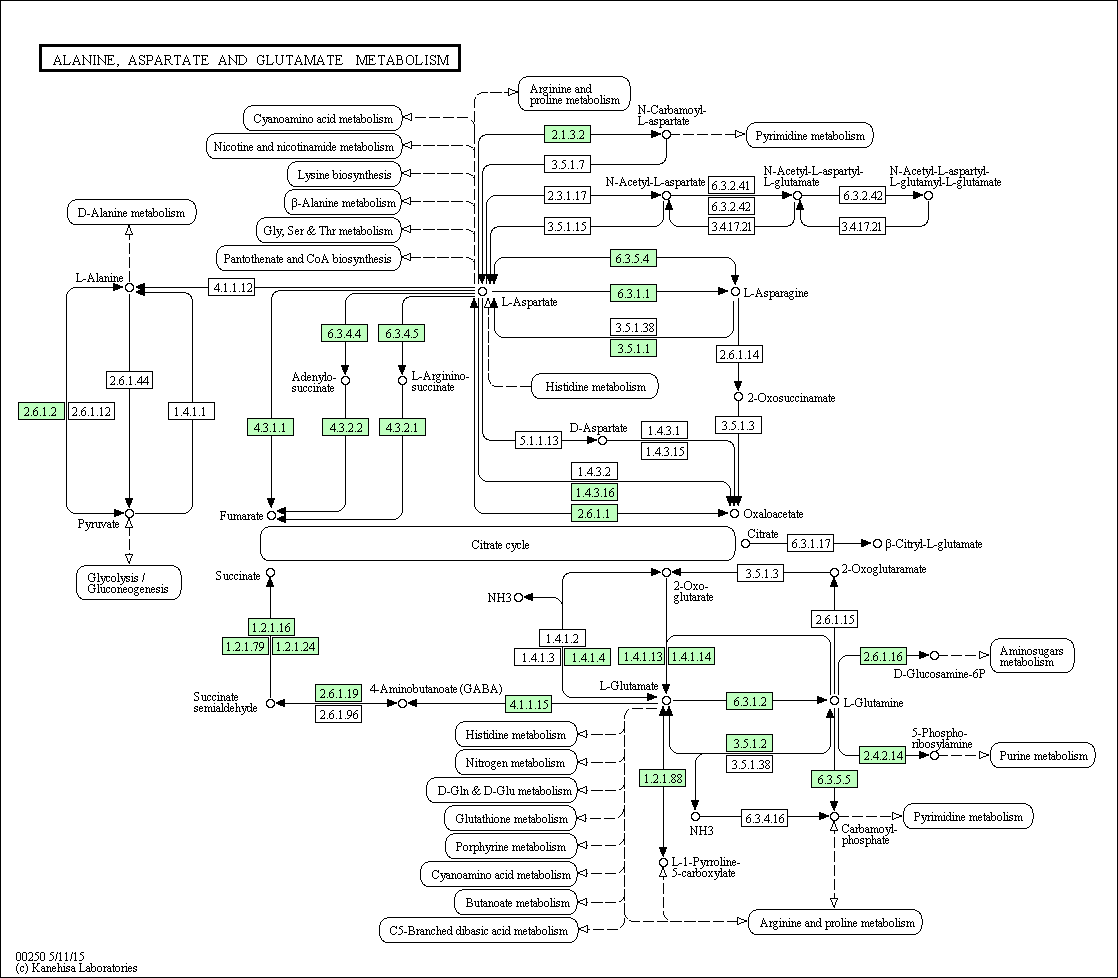 ALANINE, ASPARTATE AND GLUTAMATE METABOLISM
Arginine and
proline metabolism
Cyanoamino acid metabolism
N-Carbamoyl-
L-aspartate
2.1.3.2
Pyrimidine metabolism
Nicotine and nicotinamide metabolism
3.5.1.7
Lysine biosynthesis
N-Acetyl-L-aspartate
6.3.2.41
N-Acetyl-L-aspartyl-
L-glutamate
N-Acetyl-L-aspartyl-
L-glutamyl-L-glutamate
2.3.1.17
6.3.2.42
6.3.2.42
β-Alanine metabolism
D-Alanine metabolism
3.5.1.15
3.4.17.21
3.4.17.21
Gly, Ser & Thr metabolism
Pantothenate and CoA biosynthesis
6.3.5.4
L-Alanine
4.1.1.12
L-Aspartate
6.3.1.1
L-Asparagine
6.3.4.4
6.3.4.5
3.5.1.38
3.5.1.1
2.6.1.14
2.6.1.44
Adenylo-
succinate
L-Arginino-
succinate
Histidine metabolism
2-Oxosuccinamate
2.6.1.2
2.6.1.12
1.4.1.1
4.3.1.1
4.3.2.2
4.3.2.1
D-Aspartate
5.1.1.13
1.4.3.1
1.4.3.15
3.5.1.3
1.4.3.2
1.4.3.16
2.6.1.1
Pyruvate
Fumarate
Oxaloacetate
Citrate cycle
Citrate
6.3.1.17
β-Citryl-L-glutamate
Glycolysis /
Gluconeogenesis
Succinate
2-Oxo-
glutarate
3.5.1.3
2-Oxoglutaramate
NH3
2.6.1.15
1.2.1.16
1.2.1.79
1.2.1.24
1.4.1.2
1.4.1.3
1.4.1.4
1.4.1.13
1.4.1.14
2.6.1.16
D-Glucosamine-6P
Aminosugars
metabolism
Succinate
semialdehyde
2.6.1.19
2.6.1.96
4-Aminobutanoate (GABA)
4.1.1.15
L-Glutamate
6.3.1.2
L-Glutamine
Histidine metabolism
3.5.1.2
3.5.1.38
5-Phospho-
ribosylamine
2.4.2.14
Purine metabolism
Nitrogen metabolism
1.2.1.88
6.3.5.5
D-Gln & D-Glu metabolism
Glutathione metabolism
NH3
6.3.4.16
Carbamoyl-
phosphate
Pyrimidine metabolism
Porphyrine metabolism
L-1-Pyrroline-
5-carboxylate
Cyanoamino acid metabolism
Butanoate metabolism
C5-Branched dibasic acid metabolism
Arginine and proline metabolism
00250 5/11/15
(c) Kanehisa Laboratories